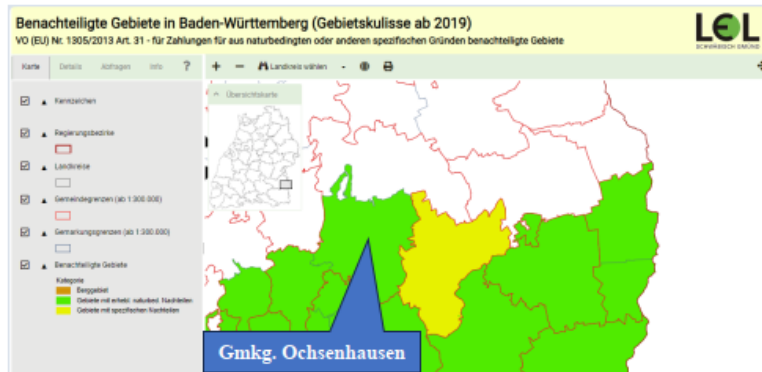 Benachteiligte Gebiete in Baden-Württemberg (Gebietskulisse ab 2019)
VO (EU) Nr. 1305/2013 Art. 31 - für Zahlungen für aus naturbedingten oder anderen spezifischen Gründen benachteiligte Gebiete
LEL
SCHWÄBISCH GMÜND
Karte Details Abfragen Info ?
+ − Landkreis wählen
Übersichtskarte
Kennzeichen
Regierungsbezirke
Landkreise
Gemeindegrenzen (ab 1:300.000)
Gemarkungsgrenzen (ab 1:300.000)
Benachteiligte Gebiete
Kategorie
Berggebiet
Gebiete mit erhebl. naturbed. Nachteilen
Gebiete mit spezifischen Nachteilen
Gmkg. Ochsenhausen